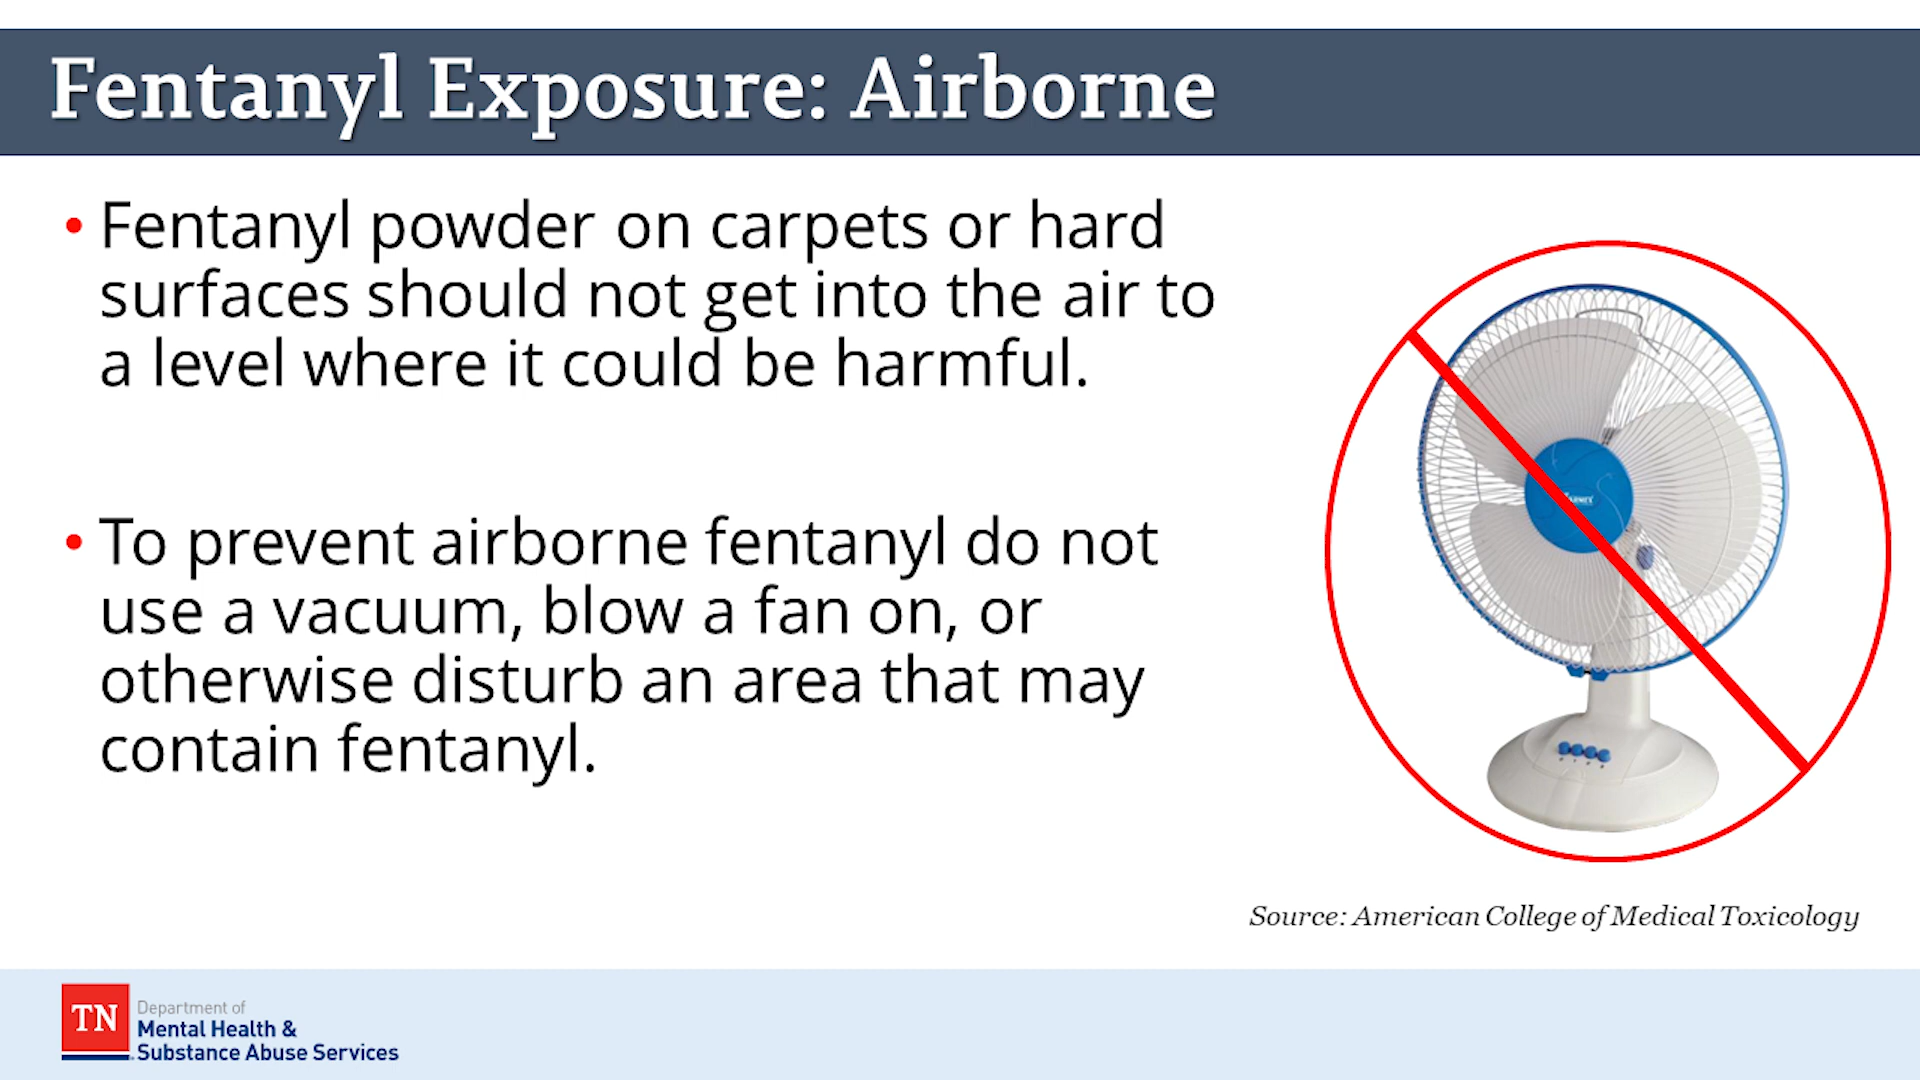 Fentanyl Exposure: Airborne
• Fentanyl powder on carpets or hard
surfaces should not get into the air to
a level where it could be harmful.
• To prevent airborne fentanyl do not
use a vacuum, blow a fan on, or
otherwise disturb an area that may
contain fentanyl.
Source: American College of Medical Toxicology
TN
Department of
Mental Health &
Substance Abuse Services